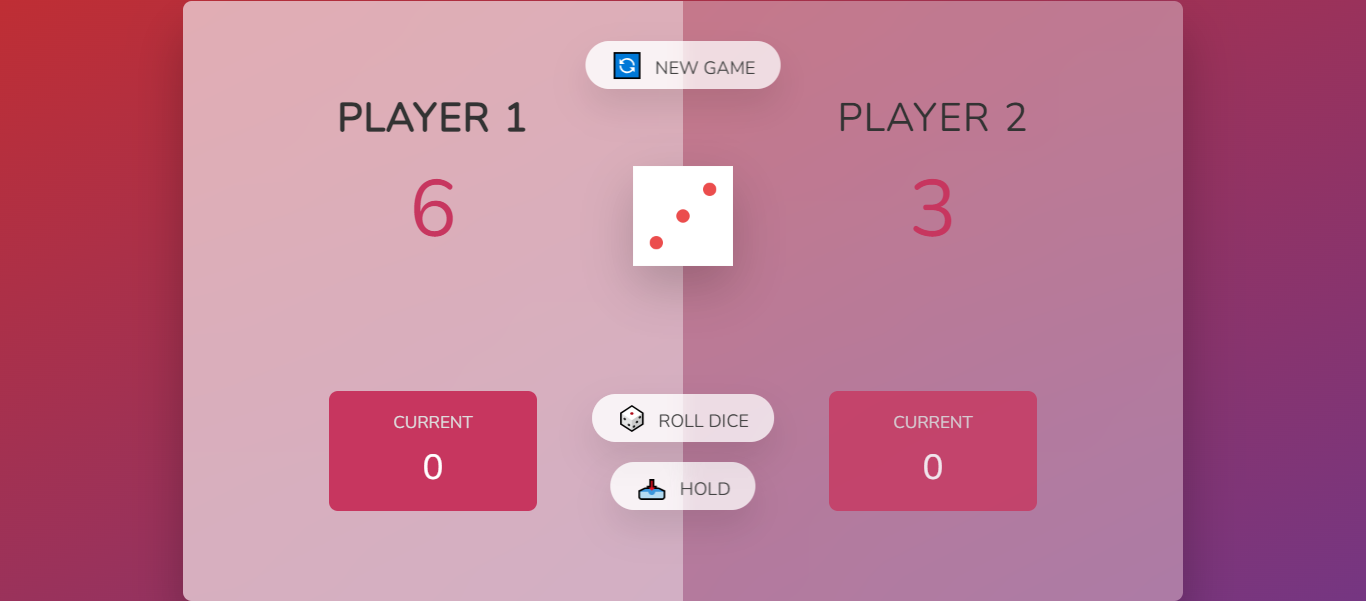 NEW GAME
PLAYER 1
6
PLAYER 2
3
CURRENT
0
ROLL DICE
HOLD
CURRENT
0